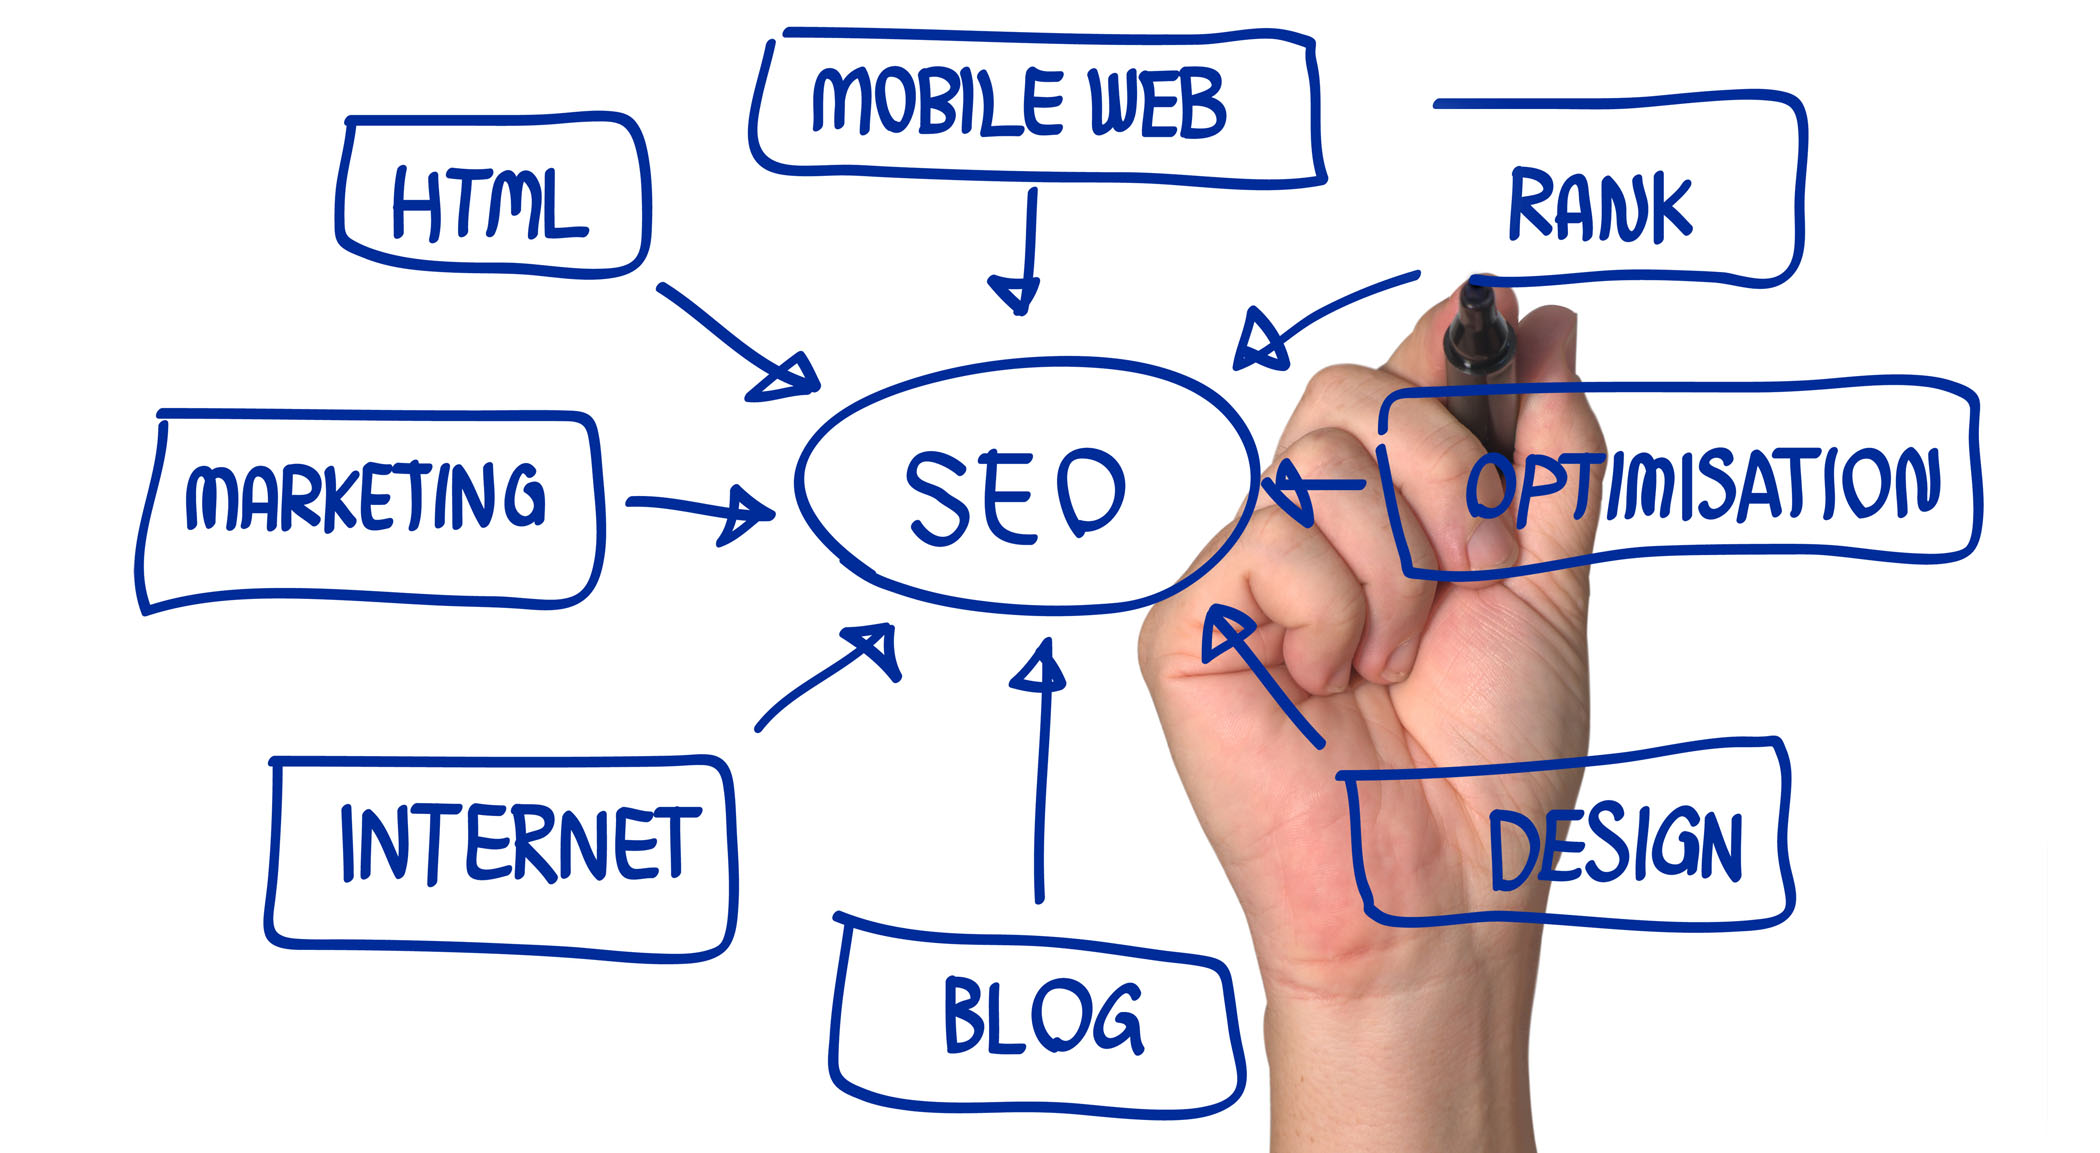 MOBILE WEB
HTML
RANK
MARKETING
SEO
OPTIMISATION
INTERNET
DESIGN
BLOG